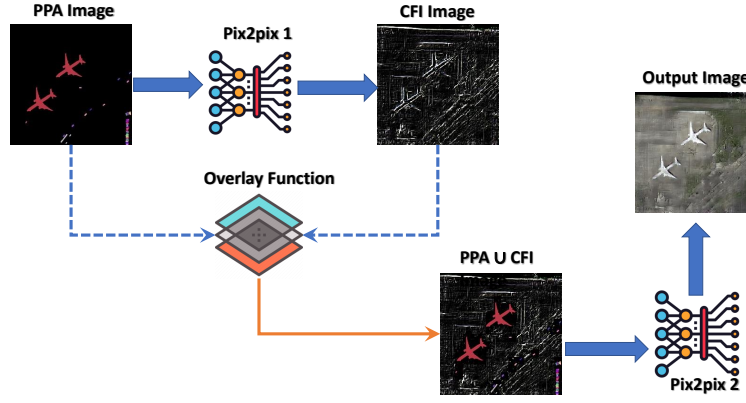 PPA Image
Pix2pix 1
CFI Image
Output Image
Overlay Function
PPA ∪ CFI
Pix2pix 2